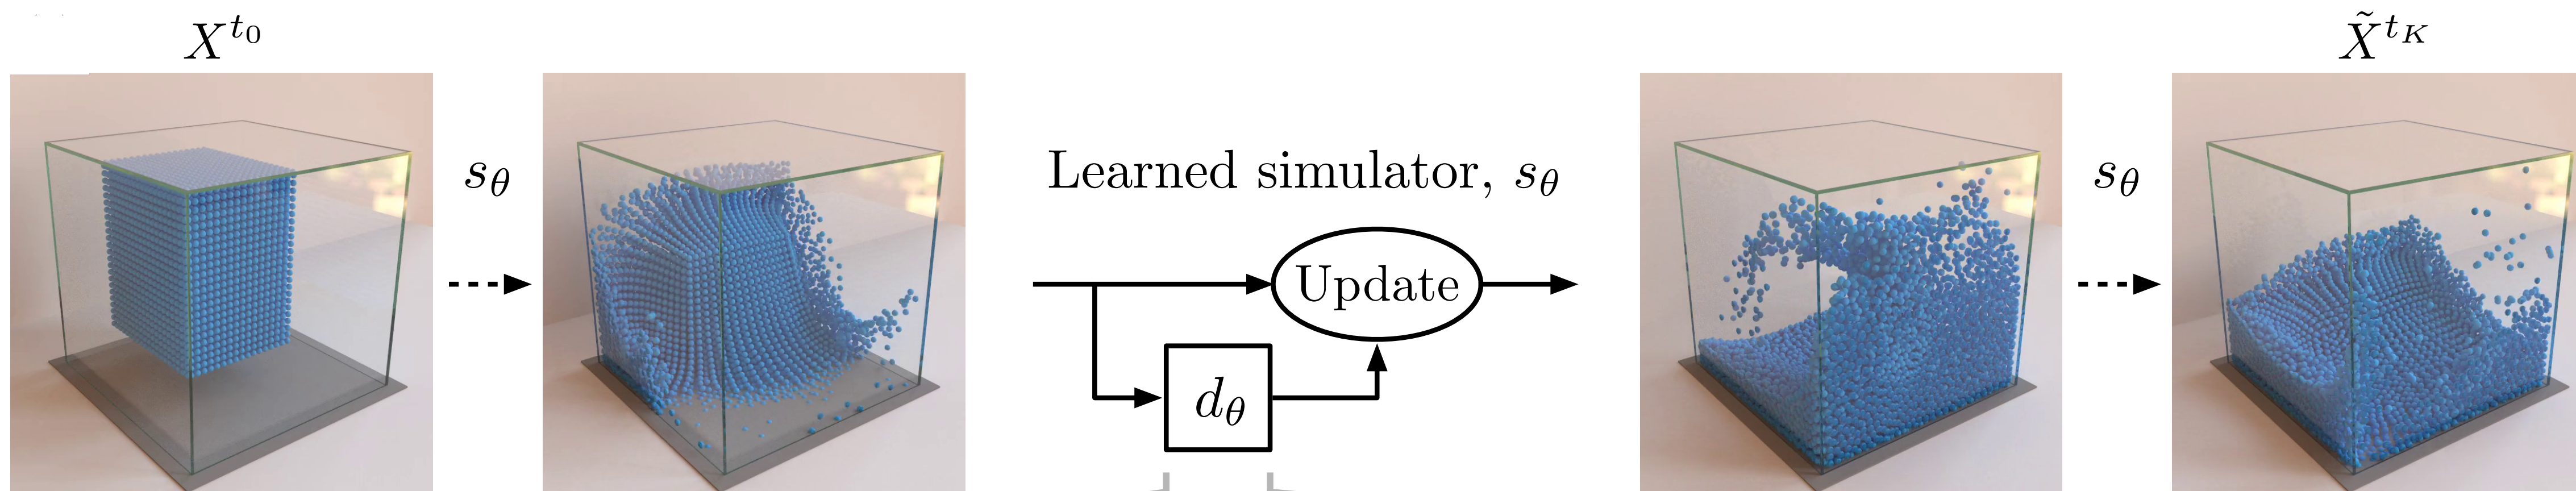 X^{t_0}
X̃^{t_K}
s_θ
Learned simulator, s_θ
s_θ
Update
d_θ